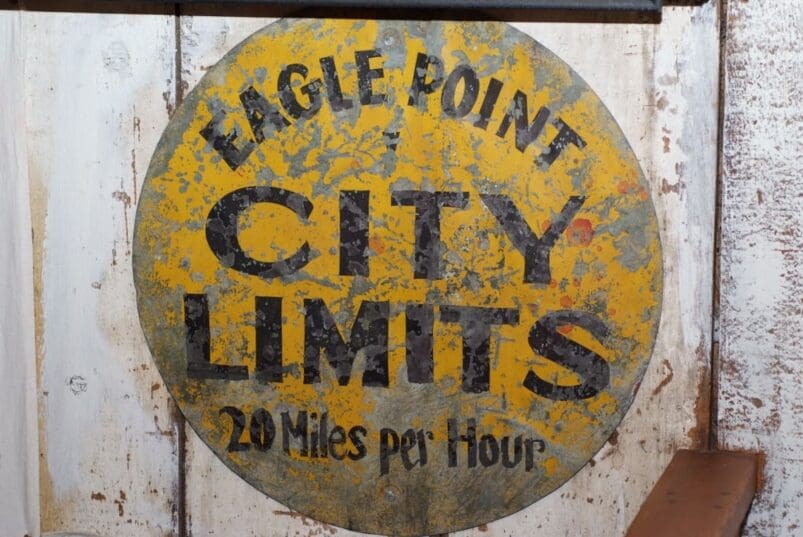 EAGLE POINT
CITY
LIMITS
20 Miles per Hour